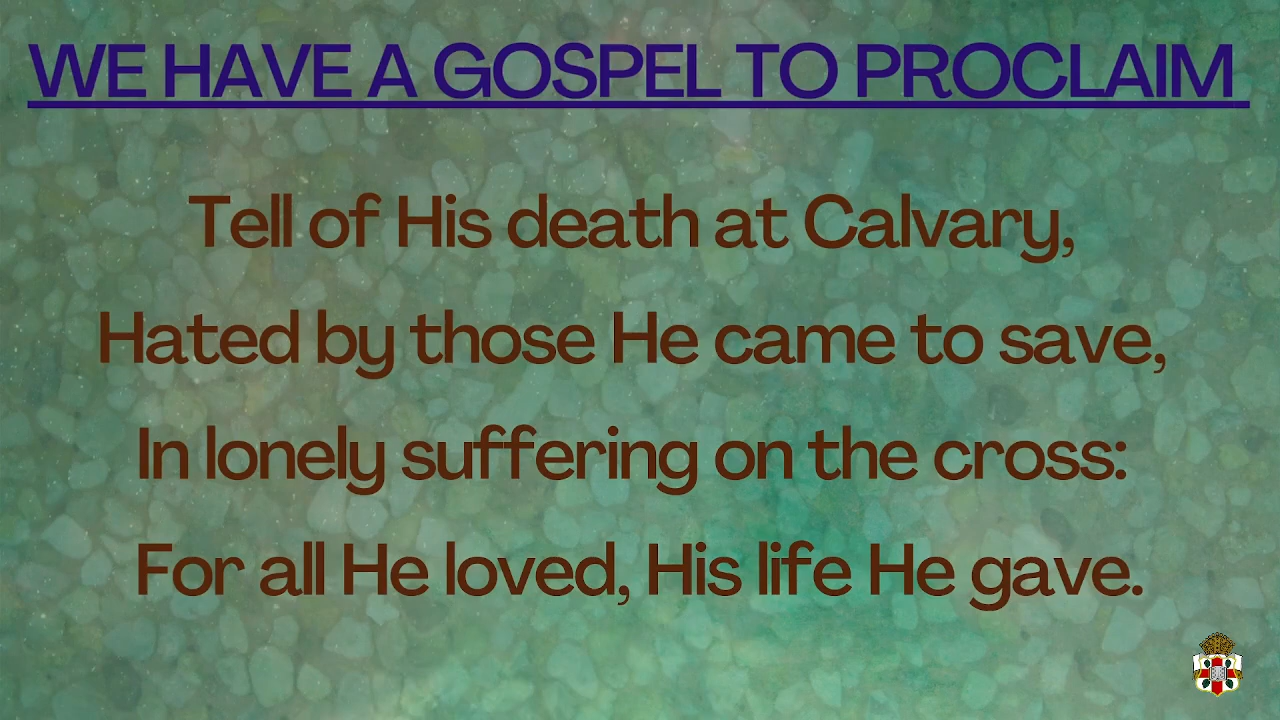 WE HAVE A GOSPEL TO PROCLAIM
Tell of His death at Calvary,
Hated by those He came to save,
In lonely suffering on the cross:
For all He loved, His life He gave.